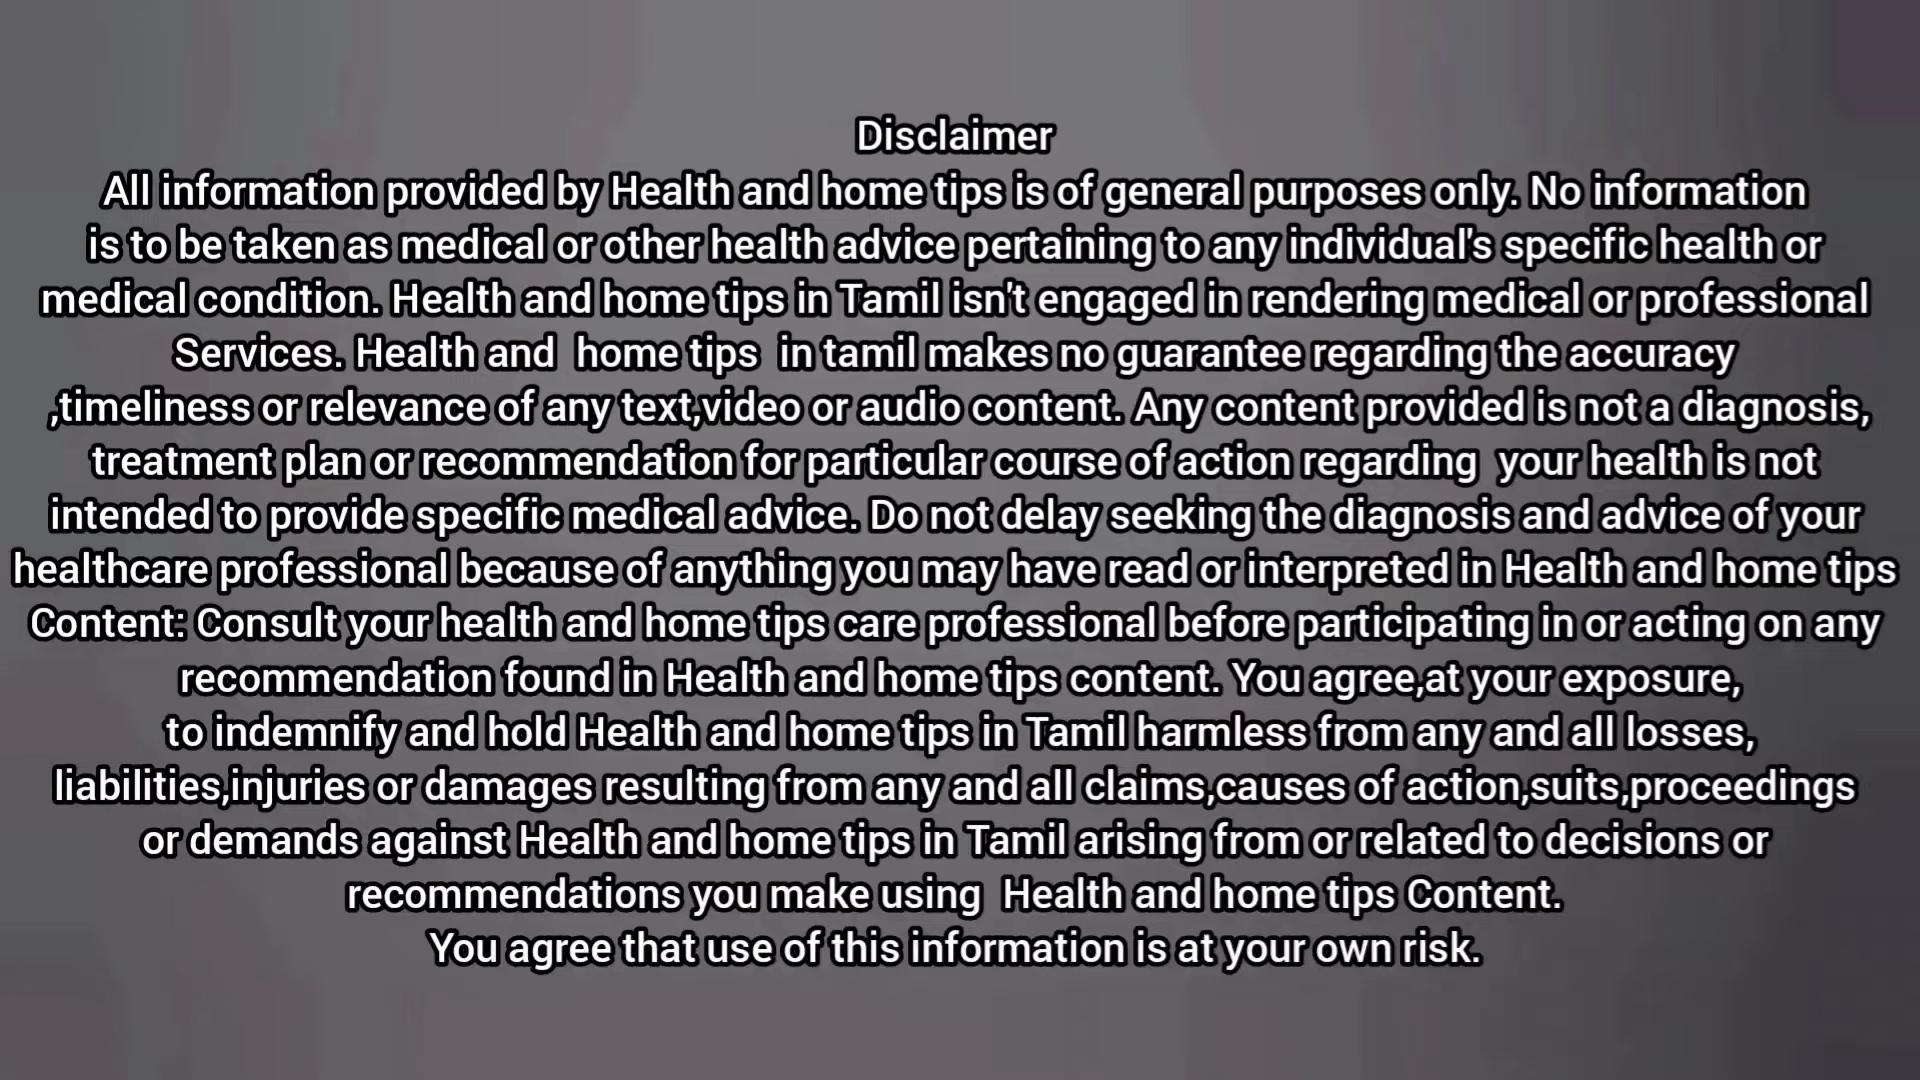 Disclaimer
All information provided by Health and home tips is of general purposes only. No information
is to be taken as medical or other health advice pertaining to any individual's specific health or
medical condition. Health and home tips in Tamil isn't engaged in rendering medical or professional
Services. Health and  home tips  in tamil makes no guarantee regarding the accuracy
,timeliness or relevance of any text,video or audio content. Any content provided is not a diagnosis,
treatment plan or recommendation for particular course of action regarding  your health is not
intended to provide specific medical advice. Do not delay seeking the diagnosis and advice of your
healthcare professional because of anything you may have read or interpreted in Health and home tips
Content: Consult your health and home tips care professional before participating in or acting on any
recommendation found in Health and home tips content. You agree,at your exposure,
to indemnify and hold Health and home tips in Tamil harmless from any and all losses,
liabilities,injuries or damages resulting from any and all claims,causes of action,suits,proceedings
or demands against Health and home tips in Tamil arising from or related to decisions or
recommendations you make using  Health and home tips Content.
You agree that use of this information is at your own risk.